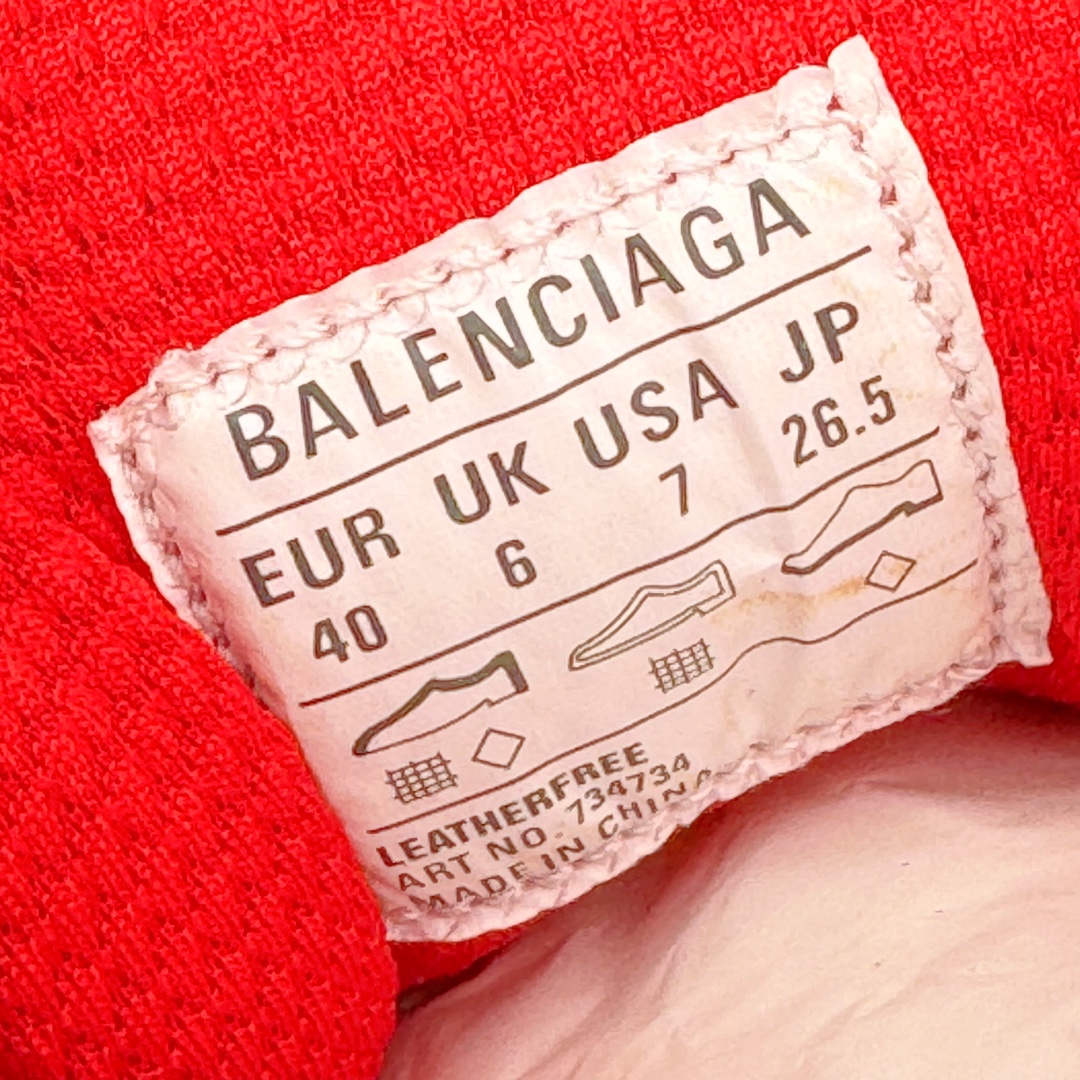 BALENCIAGA
EUR UK USA JP
40 6 7 26.5
LEATHERFREE
ART NO. 734734
MADE IN CHINA